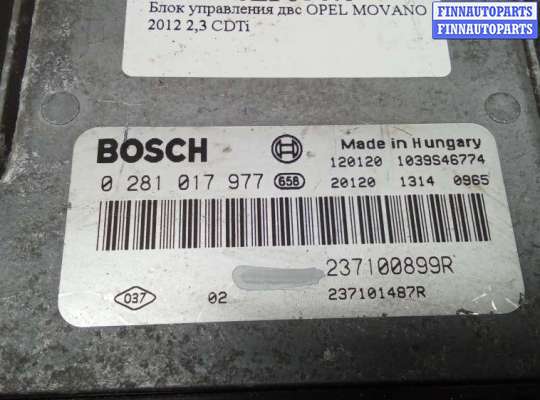 FINNAUTOPARTS
FINNAUTOPARTS
FINNAUTOPARTS
Блок управления двс OPEL MOVANO
2012 2,3 CDTi
BOSCH
Made in Hungary
120120 1039S46774
0 281 017 977 658
20120 1314 0965
237100899R
037 02 237101487R